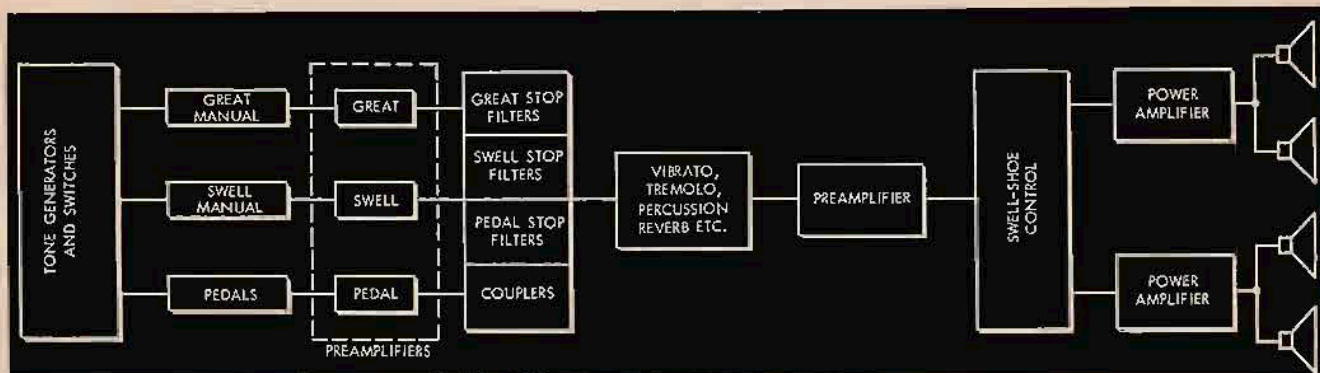 TONE GENERATORS
AND SWITCHES
GREAT
MANUAL
SWELL
MANUAL
PEDALS
GREAT
SWELL
PEDAL
PREAMPLIFIERS
GREAT STOP
FILTERS
SWELL STOP
FILTERS
PEDAL STOP
FILTERS
COUPLERS
VIBRATO,
TREMOLO,
PERCUSSION
REVERB ETC.
PREAMPLIFIER
SWELL-SHOE
CONTROL
POWER
AMPLIFIER
POWER
AMPLIFIER